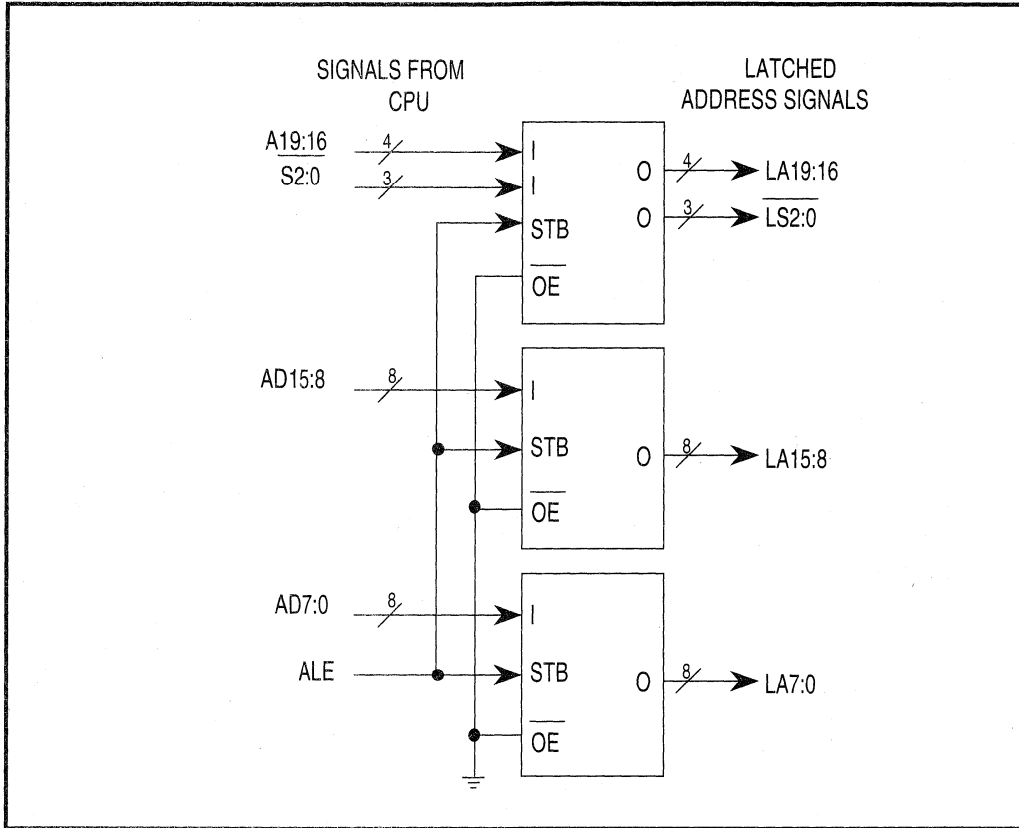 SIGNALS FROM
CPU
LATCHED
ADDRESS SIGNALS
A19:16
4
I
O
4
LA19:16
S2:0
3
I
O
3
LS2:0
STB
OE
AD15:8
8
I
STB
O
8
LA15:8
OE
AD7:0
8
I
ALE
STB
O
8
LA7:0
OE